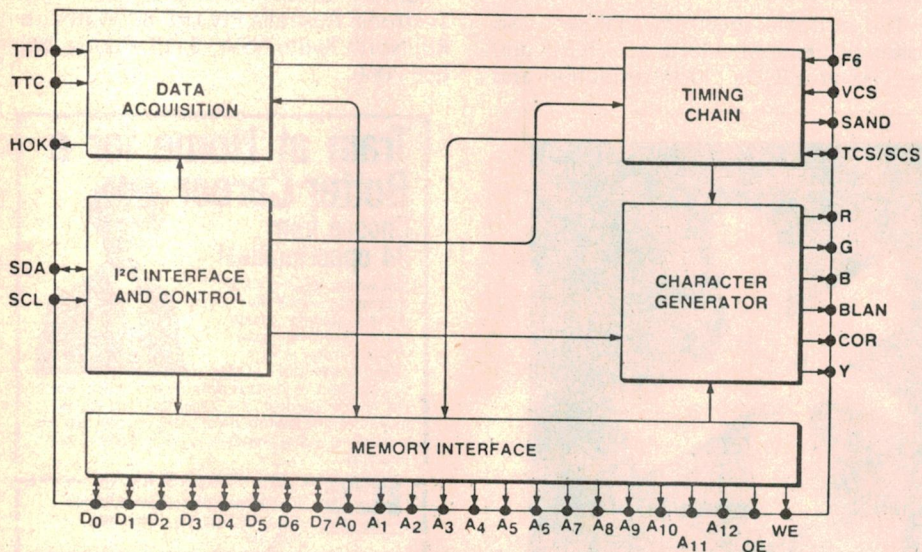 TTD
TTC
HOK
DATA
ACQUISITION
TIMING
CHAIN
F6
VCS
SAND
TCS/SCS
SDA
SCL
I²C INTERFACE
AND CONTROL
CHARACTER
GENERATOR
R
G
B
BLAN
COR
Y
MEMORY INTERFACE
D0 D1 D2 D3 D4 D5 D6 D7 A0 A1 A2 A3 A4 A5 A6 A7 A8 A9 A10 A11 A12 OE WE